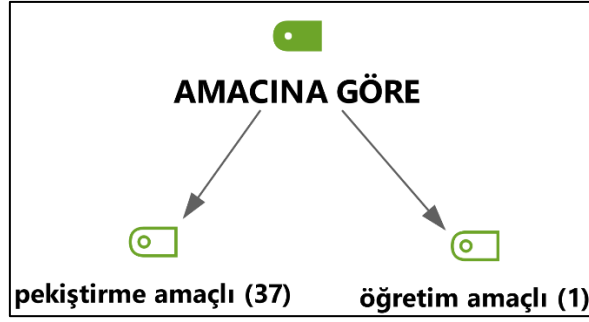 AMACINA GÖRE
pekiştirme amaçlı (37)
öğretim amaçlı (1)